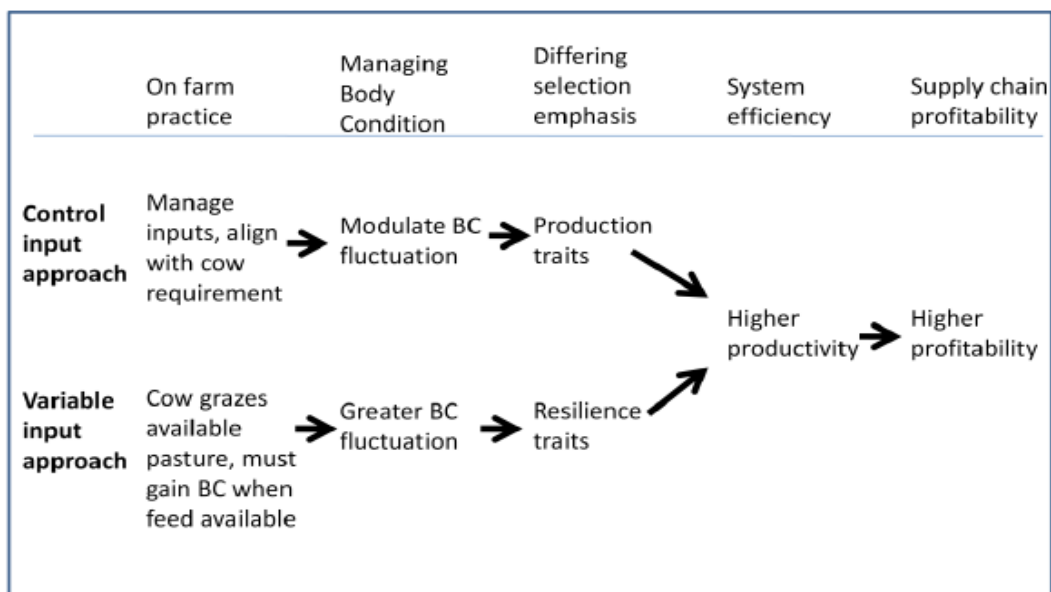 On farm
practice
Managing
Body
Condition
Differing
selection
emphasis
System
efficiency
Supply chain
profitability
Control
input
approach
Manage
inputs, align
with cow
requirement
Modulate BC
fluctuation
Production
traits
Higher
productivity
Higher
profitability
Variable
input
approach
Cow grazes
available
pasture, must
gain BC when
feed available
Greater BC
fluctuation
Resilience
traits